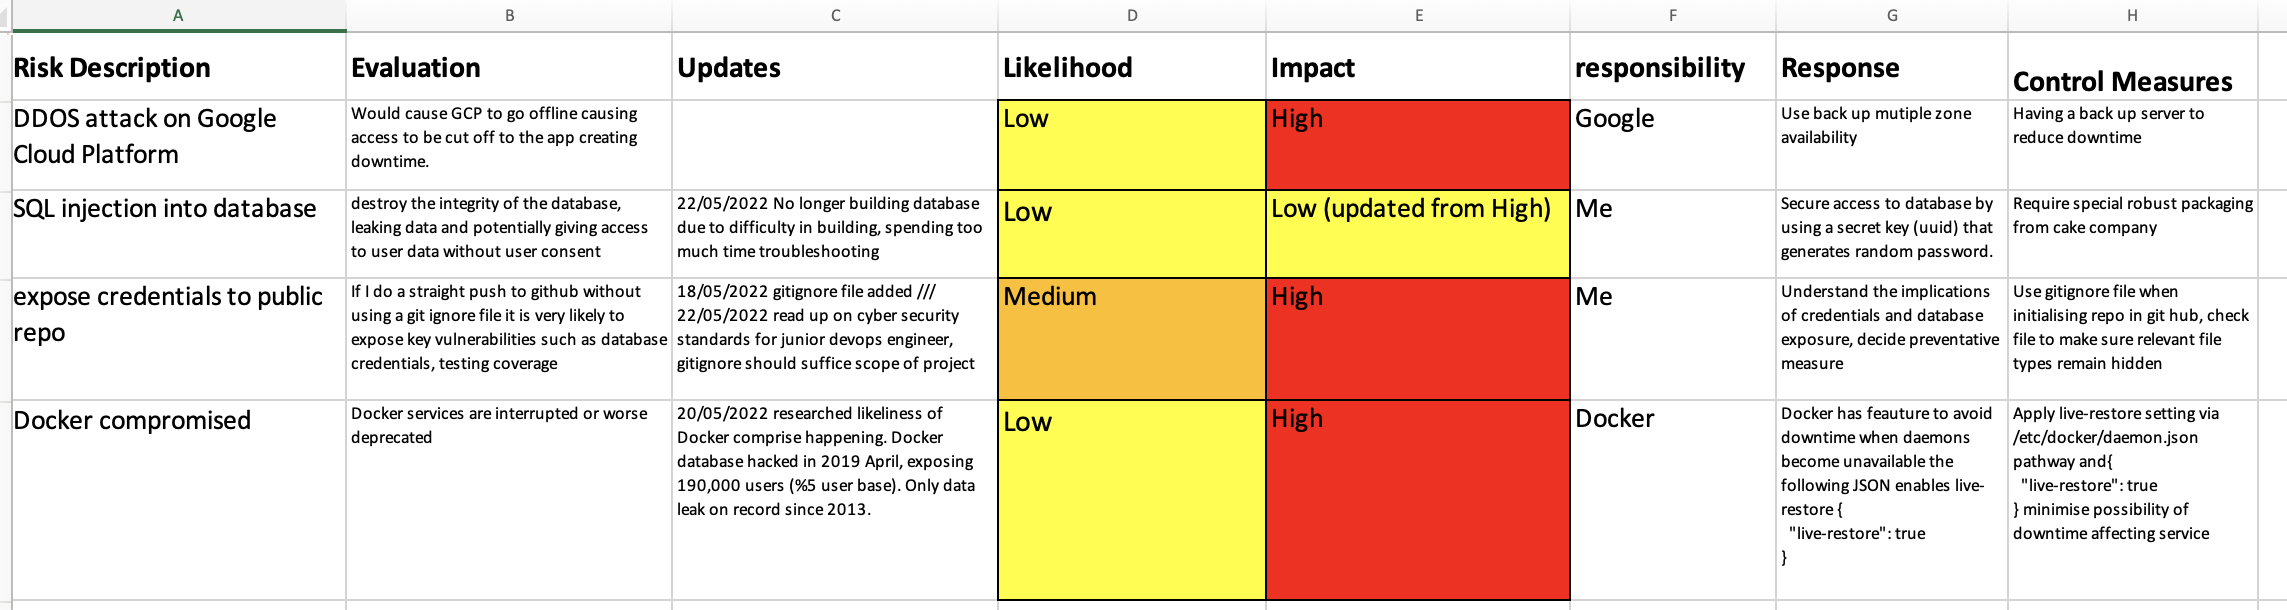 A
B
C
D
E
F
G
H
Risk Description
Evaluation
Updates
Likelihood
Impact
responsibility
Response
Control Measures
DDOS attack on Google
Cloud Platform
Would cause GCP to go offline causing
access to be cut off to the app creating
downtime.
Low
High
Google
Use back up mutiple zone
availability
Having a back up server to
reduce downtime
SQL injection into database
destroy the integrity of the database,
leaking data and potentially giving access
to user data without user consent
22/05/2022 No longer building database
due to difficulty in building, spending too
much time troubleshooting
Low
Low (updated from High)
Me
Secure access to database by
using a secret key (uuid) that
generates random password.
Require special robust packaging
from cake company
expose credentials to public
repo
If I do a straight push to github without
using a git ignore file it is very likely to
expose key vulnerabilities such as database
credentials, testing coverage
18/05/2022 gitignore file added ///
22/05/2022 read up on cyber security
standards for junior devops engineer,
gitignore should suffice scope of project
Medium
High
Me
Understand the implications
of credentials and database
exposure, decide preventative
measure
Use gitignore file when
initialising repo in git hub, check
file to make sure relevant file
types remain hidden
Docker compromised
Docker services are interrupted or worse
deprecated
20/05/2022 researched likeliness of
Docker comprise happening. Docker
database hacked in 2019 April, exposing
190,000 users (%5 user base). Only data
leak on record since 2013.
Low
High
Docker
Docker has feauture to avoid
downtime when daemons
become unavailable the
following JSON enables live-
restore {
"live-restore": true
}
Apply live-restore setting via
/etc/docker/daemon.json
pathway and{
"live-restore": true
} minimise possibility of
downtime affecting service